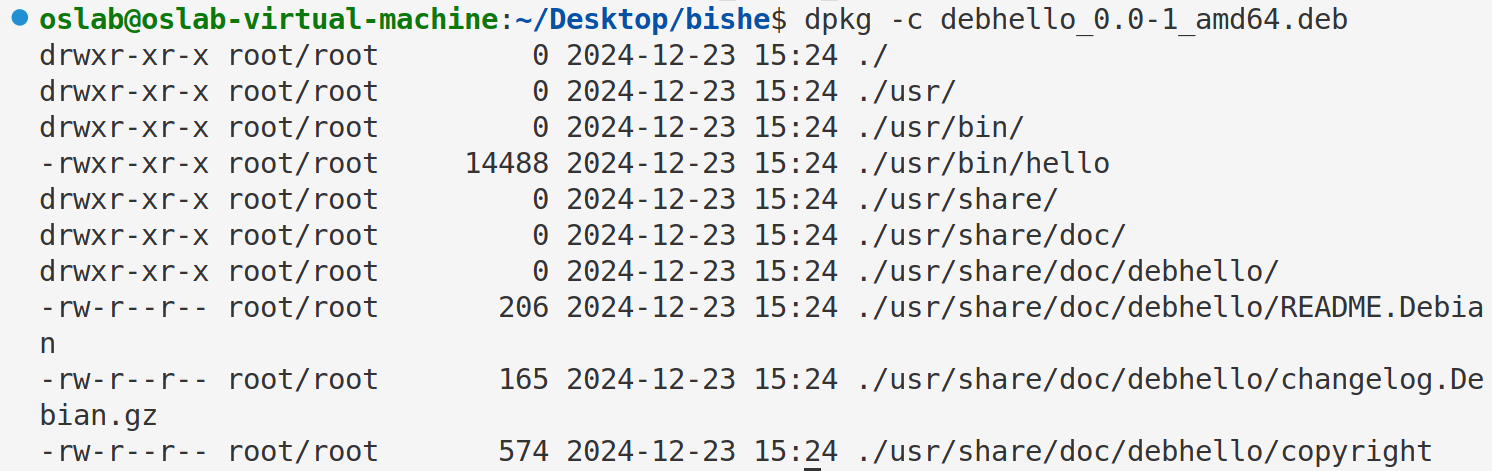 oslab@oslab-virtual-machine:~/Desktop/bishe$ dpkg -c debhello_0.0-1_amd64.deb
drwxr-xr-x root/root         0 2024-12-23 15:24 ./
drwxr-xr-x root/root         0 2024-12-23 15:24 ./usr/
drwxr-xr-x root/root         0 2024-12-23 15:24 ./usr/bin/
-rwxr-xr-x root/root     14488 2024-12-23 15:24 ./usr/bin/hello
drwxr-xr-x root/root         0 2024-12-23 15:24 ./usr/share/
drwxr-xr-x root/root         0 2024-12-23 15:24 ./usr/share/doc/
drwxr-xr-x root/root         0 2024-12-23 15:24 ./usr/share/doc/debhello/
-rw-r--r-- root/root       206 2024-12-23 15:24 ./usr/share/doc/debhello/README.Debia
n
-rw-r--r-- root/root       165 2024-12-23 15:24 ./usr/share/doc/debhello/changelog.De
bian.gz
-rw-r--r-- root/root       574 2024-12-23 15:24 ./usr/share/doc/debhello/copyright